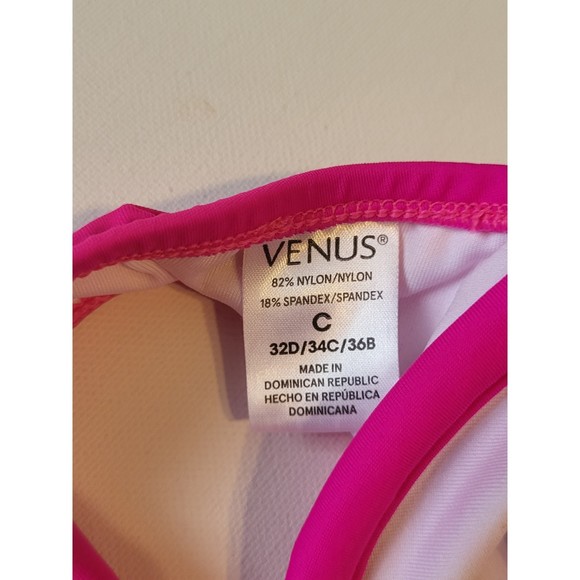 VENUS®
82% NYLON/NYLON
18% SPANDEX/SPANDEX
C
32D/34C/36B
MADE IN
DOMINICAN REPUBLIC
HECHO EN REPÚBLICA
DOMINICANA